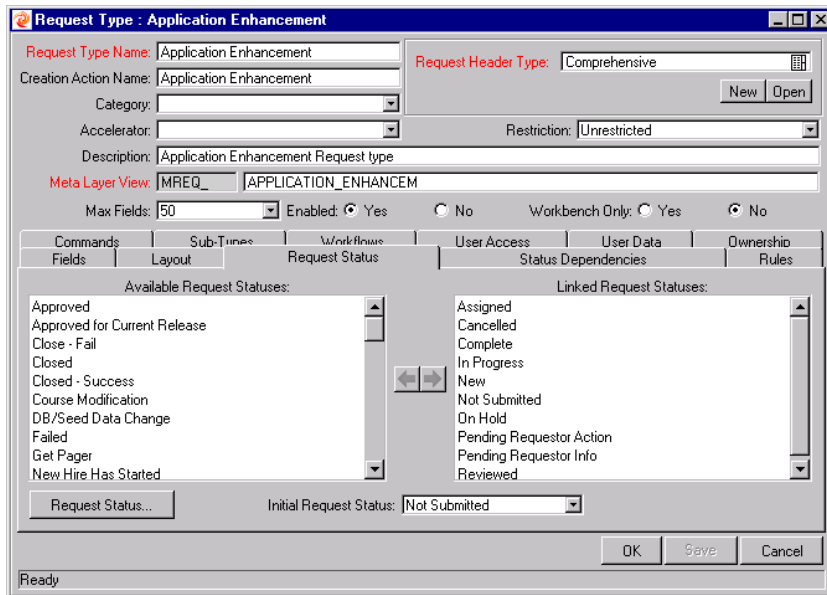 Request Type : Application Enhancement
Request Type Name: Application Enhancement
Request Header Type: Comprehensive
Creation Action Name: Application Enhancement
New Open
Category:
Accelerator:
Restriction: Unrestricted
Description: Application Enhancement Request type
Meta Layer View: MREQ_ APPLICATION_ENHANCEM
Max Fields: 50 Enabled: Yes No Workbench Only: Yes No
Commands Sub-Types Workflows User Access User Data Ownership
Fields Layout Request Status Status Dependencies Rules
Available Request Statuses:
Approved
Approved for Current Release
Close - Fail
Closed
Closed - Success
Course Modification
DB/Seed Data Change
Failed
Get Pager
New Hire Has Started
Linked Request Statuses:
Assigned
Cancelled
Complete
In Progress
New
Not Submitted
On Hold
Pending Requestor Action
Pending Requestor Info
Reviewed
Request Status... Initial Request Status: Not Submitted
OK Save Cancel
Ready